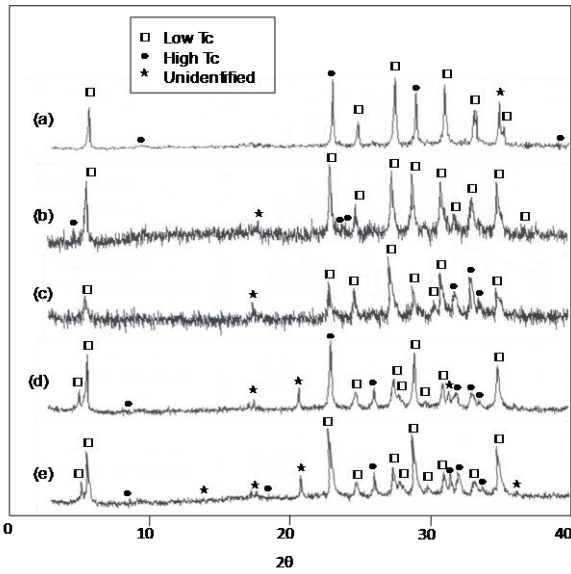 Low Tc
High Tc
Unidentified
(a)
(b)
(c)
(d)
(e)
0 10 20 30 40
2θ